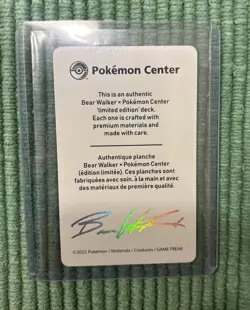 Pokémon Center
This is an authentic
Bear Walker × Pokémon Center
'limited edition' deck.
Each one is crafted with
premium materials and
made with care.
Authentique planche
Bear Walker × Pokémon Center
(édition limitée). Ces planches sont
fabriquées avec soin, à la main et avec
des matériaux de première qualité.
©2025 Pokémon / Nintendo / Creatures / GAME FREAK